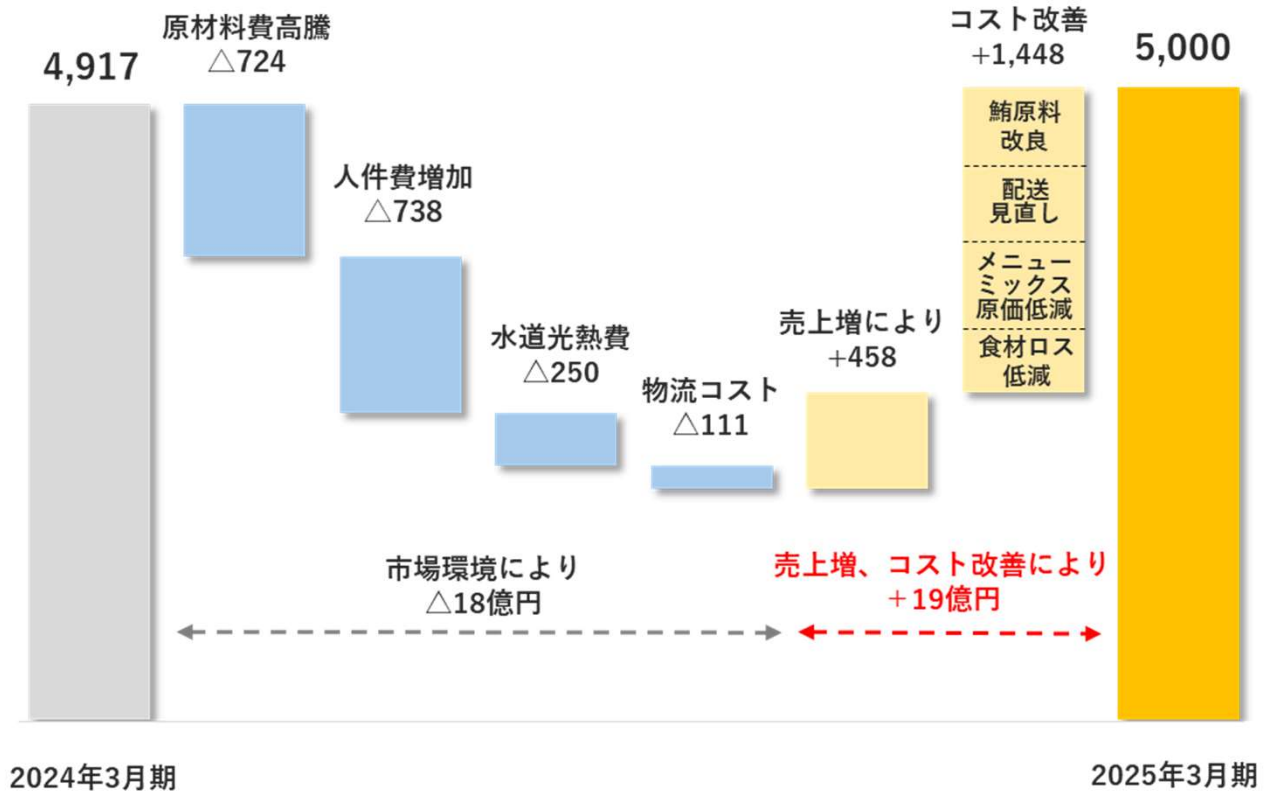 4,917
原材料費高騰
△724
人件費増加
△738
水道光熱費
△250
物流コスト
△111
売上増により
+458
コスト改善
+1,448
鮪原料
改良
配送
見直し
メニュー
ミックス
原価低減
食材ロス
低減
5,000
市場環境により
△18億円
売上増、コスト改善により
＋19億円
2024年3月期
2025年3月期